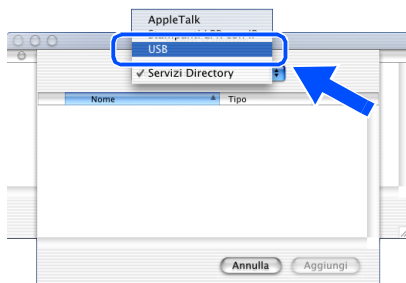 AppleTalk
USB
✓ Servizi Directory
Nome Tipo
Annulla Aggiungi